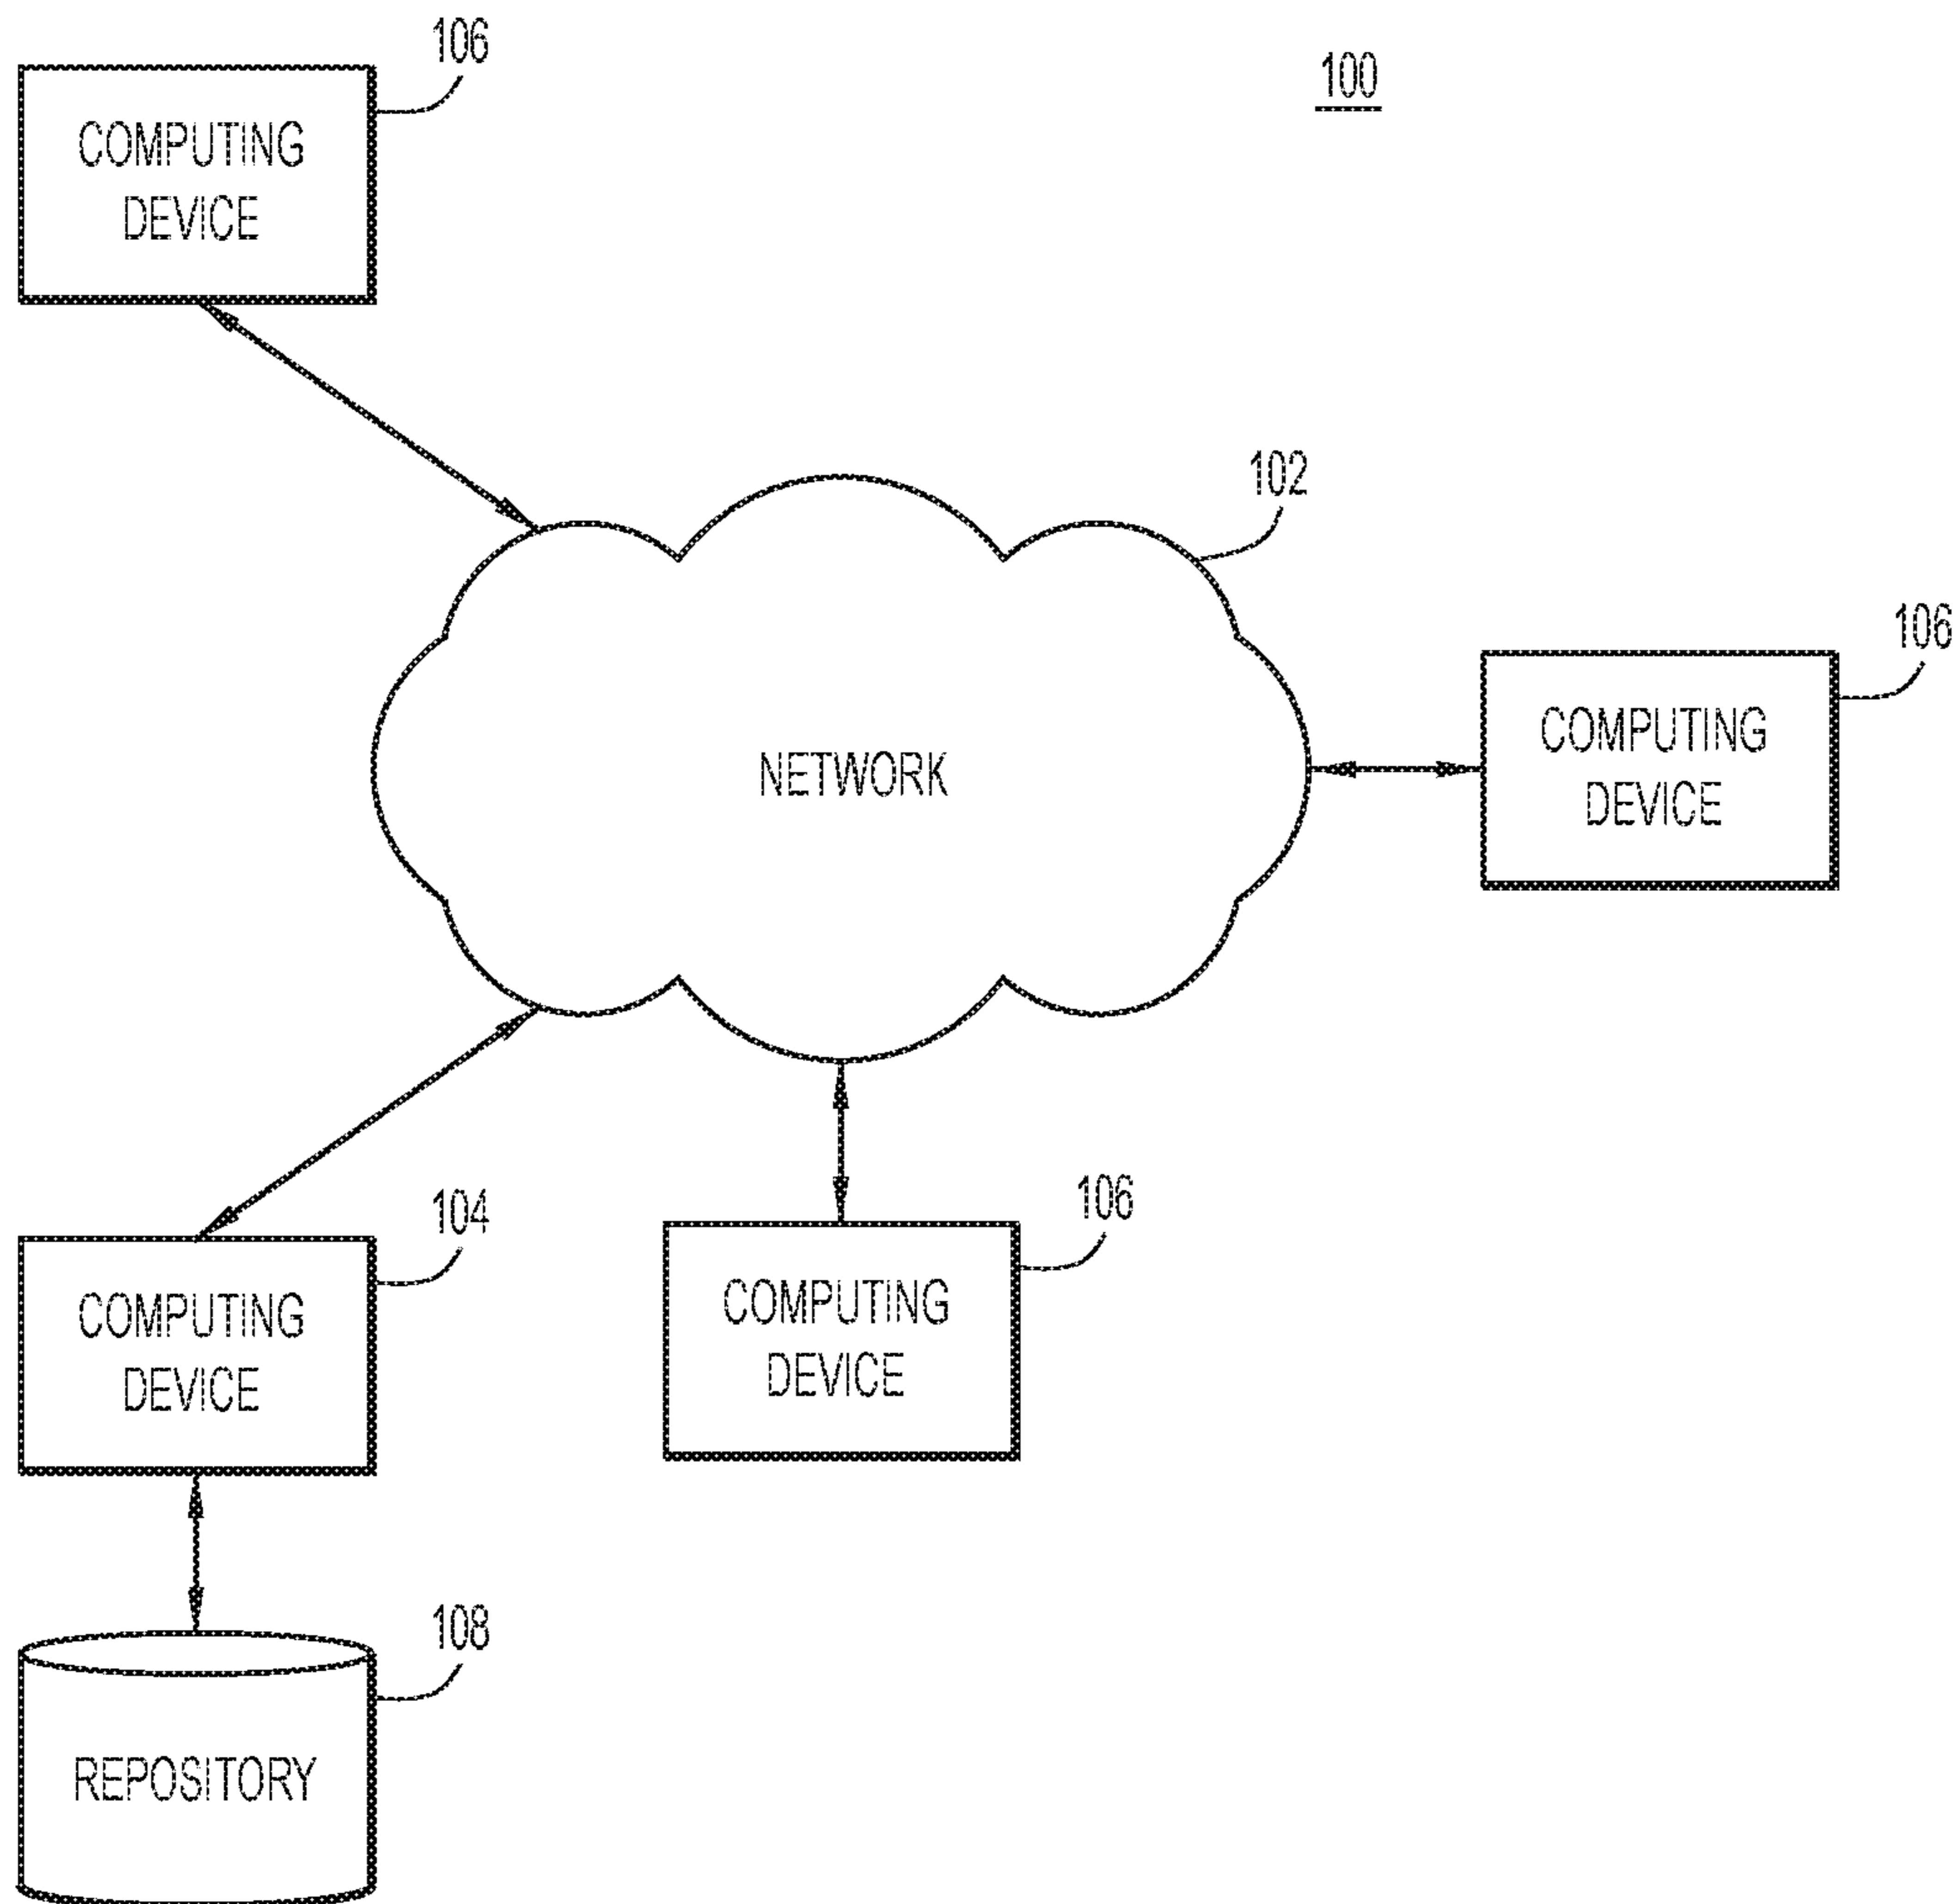 106
100
COMPUTING
DEVICE
102
106
COMPUTING
DEVICE
NETWORK
104
106
COMPUTING
DEVICE
COMPUTING
DEVICE
108
REPOSITORY